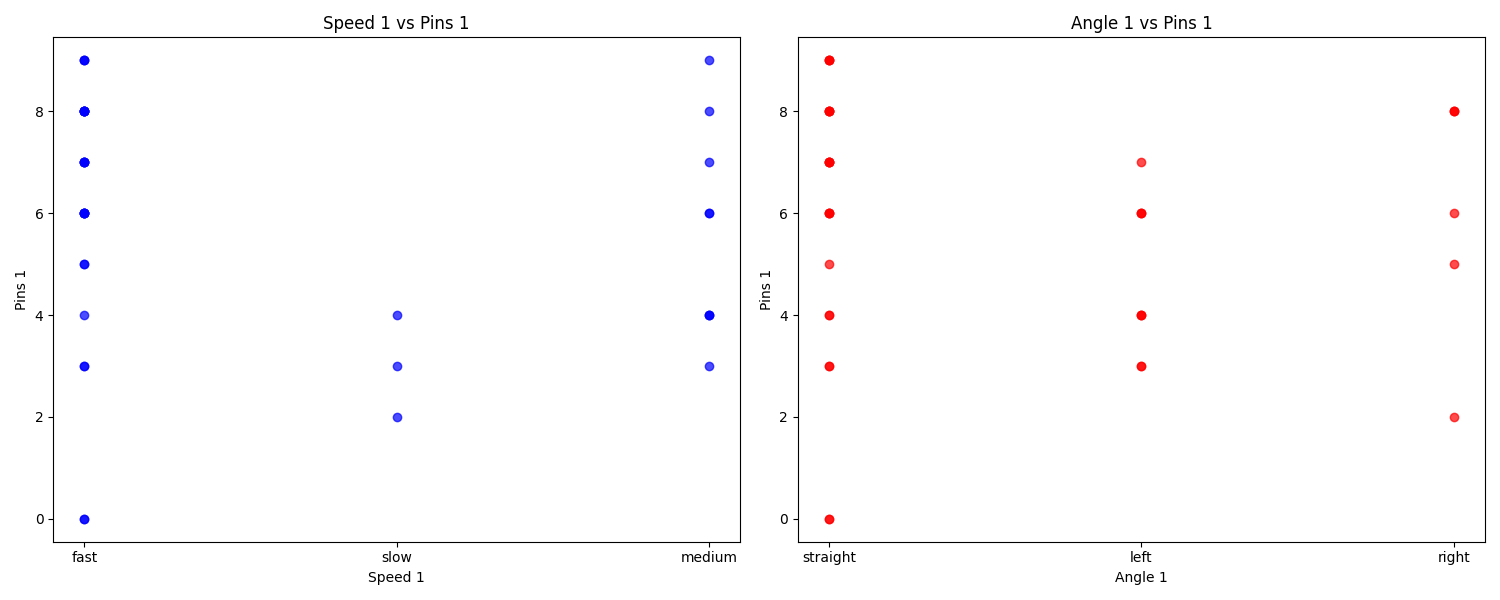 Speed 1 vs Pins 1
Pins 1
8
6
4
2
0
fast slow medium
Speed 1
Angle 1 vs Pins 1
Pins 1
8
6
4
2
0
straight left right
Angle 1